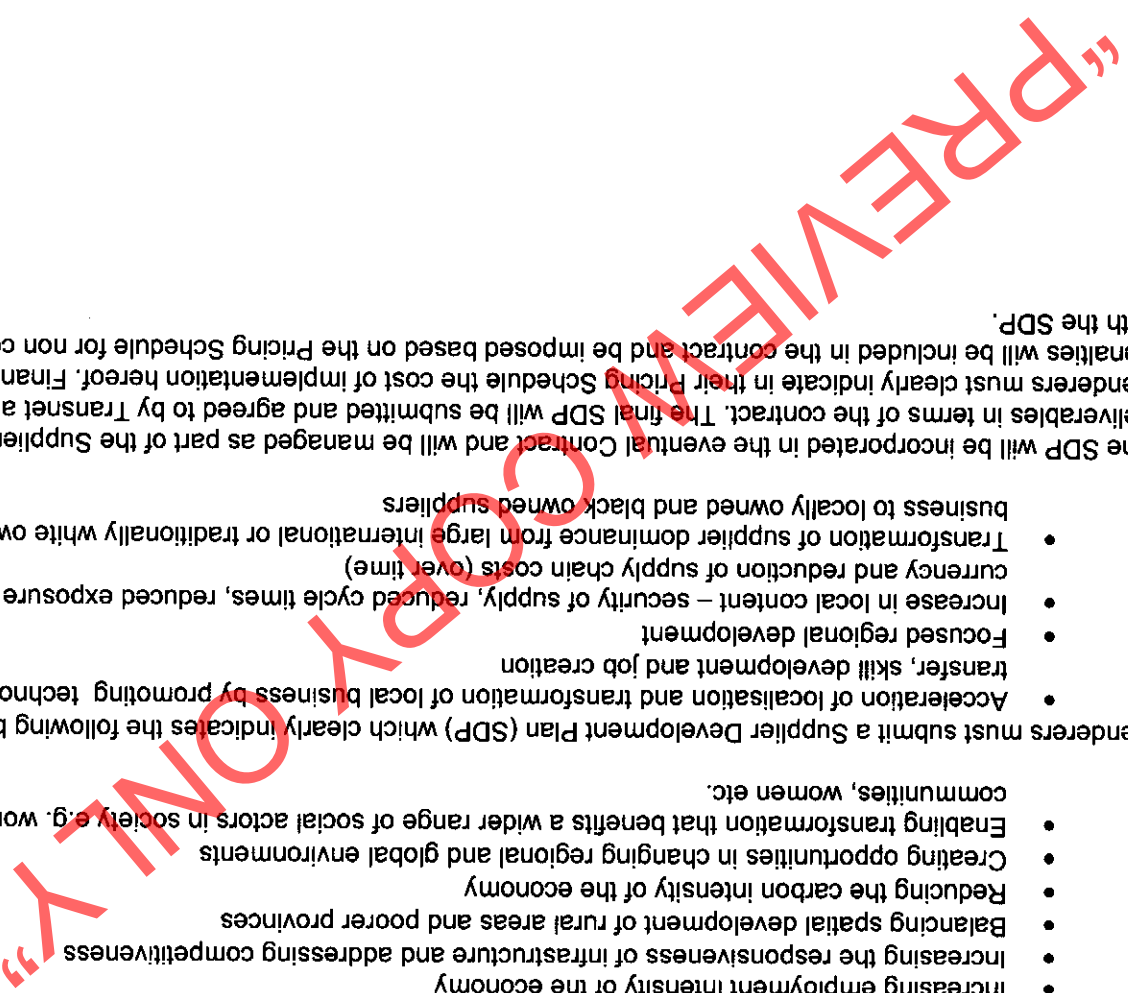 • Increasing employment intensity of the economy
• Increasing the responsiveness of infrastructure and addressing competitiveness
• Balancing spatial development of rural areas and poorer provinces
• Reducing the carbon intensity of the economy
• Creating opportunities in changing regional and global environments
• Enabling transformation that benefits a wider range of social actors in society e.g. wor
communities, women etc.
enderers must submit a Supplier Development Plan (SDP) which clearly indicates the following b
• Acceleration of localisation and transformation of local business by promoting techno
transfer, skill development and job creation
• Focused regional development
• Increase in local content – security of supply, reduced cycle times, reduced exposure
currency and reduction of supply chain costs (over time)
• Transformation of supplier dominance from large international or traditionally white ow
business to locally owned and black owned suppliers
he SDP will be incorporated in the eventual Contract and will be managed as part of the Supplier
eliverables in terms of the contract. The final SDP will be submitted and agreed to by Transnet a
enderers must clearly indicate in their Pricing Schedule the cost of implementation hereof. Finan
enalties will be included in the contract and be imposed based on the Pricing Schedule for non co
th the SDP.
"PREVIEW COPY ONLY"